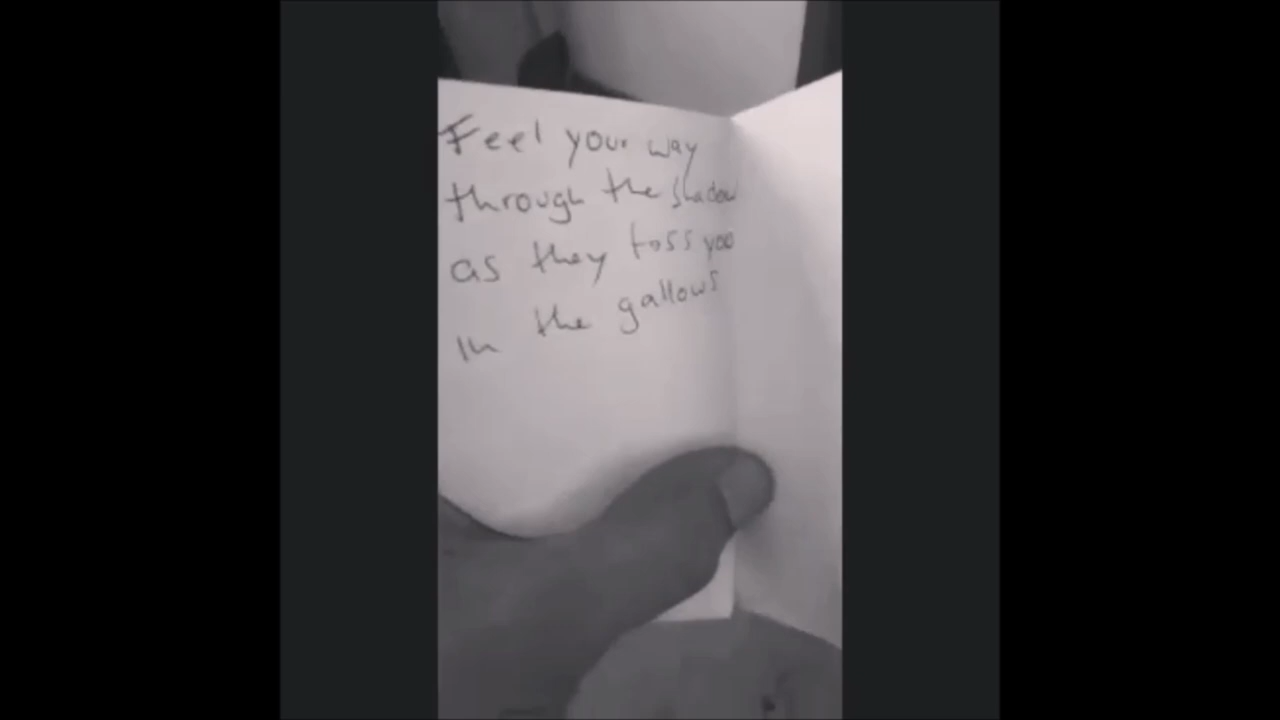 Feel your way
through the shadow
as they toss you
in the gallows